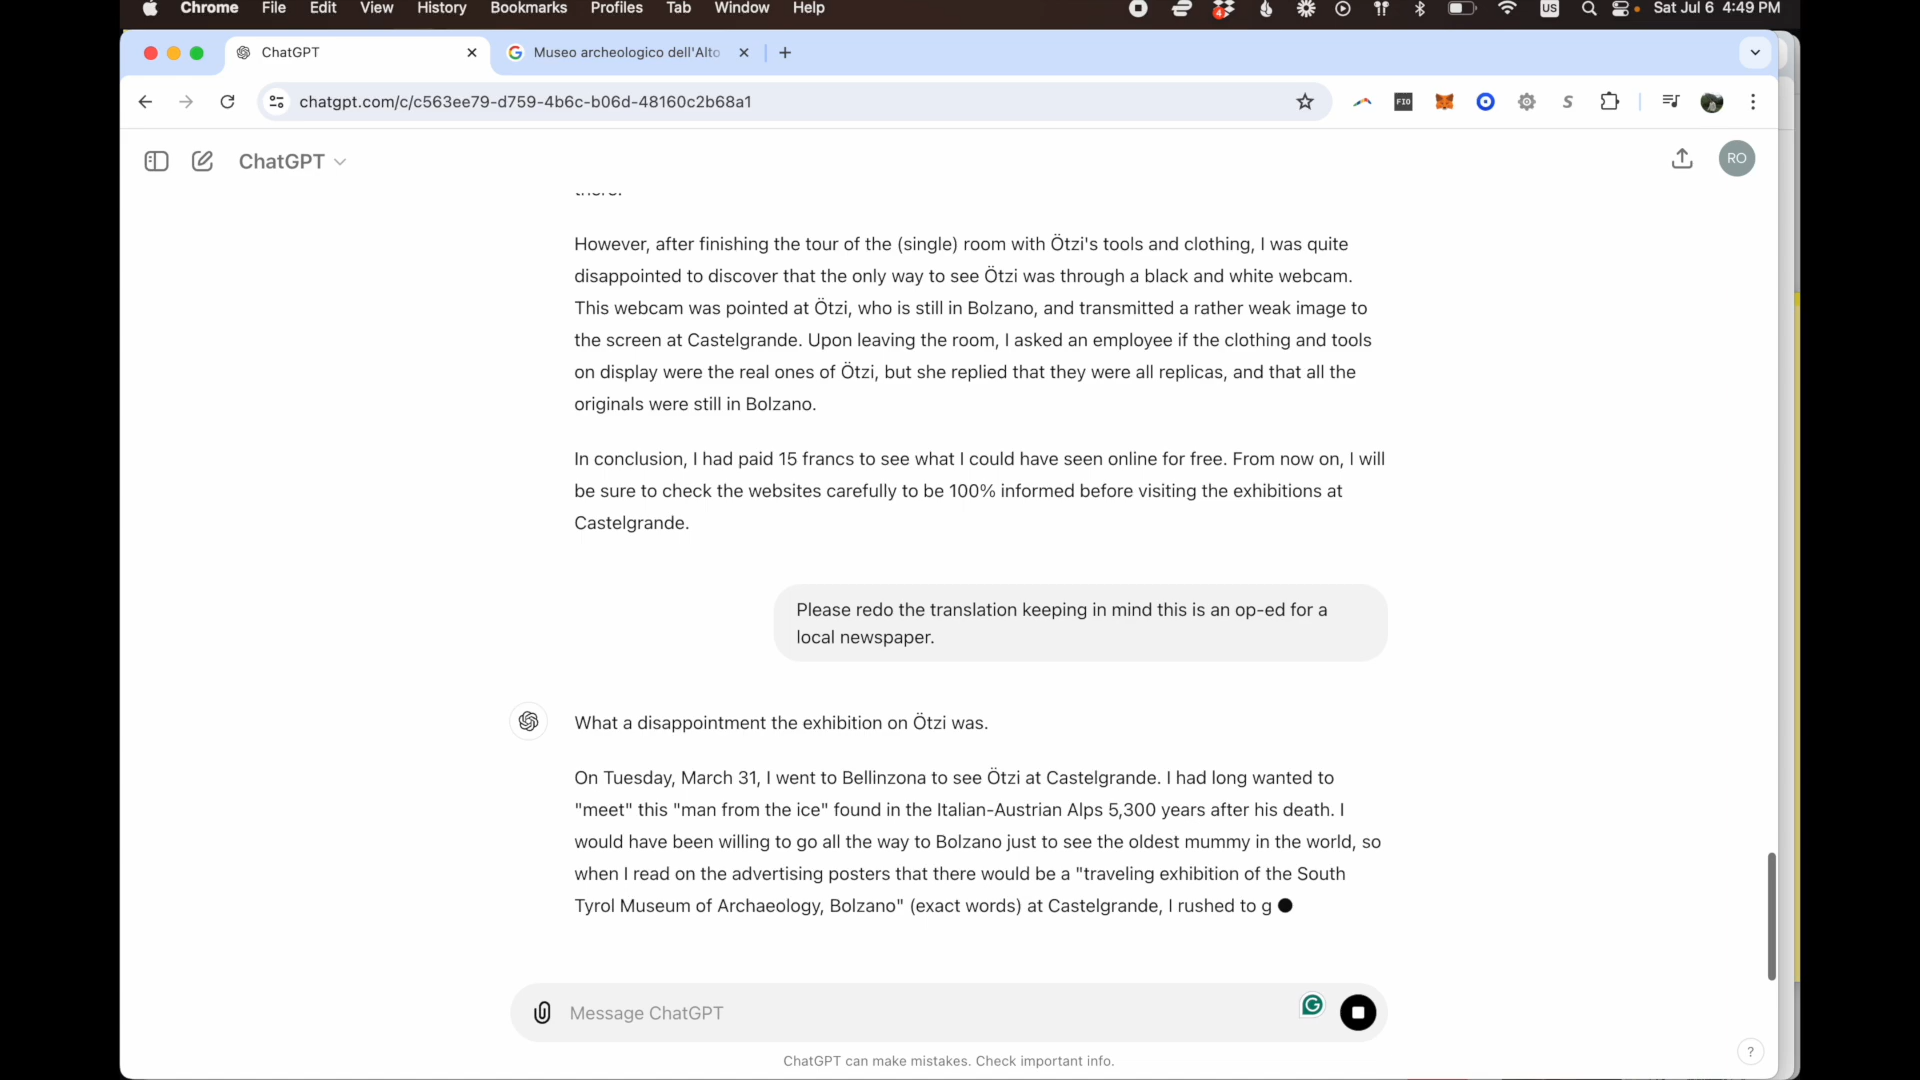 Chrome File Edit View History Bookmarks Profiles Tab Window Help
4
US
Sat Jul 6 4:49 PM
ChatGPT
Museo archeologico dell'Alto
chatgpt.com/c/c563ee79-d759-4b6c-b06d-48160c2b68a1
FIO
S
ChatGPT
RO
However, after finishing the tour of the (single) room with Ötzi's tools and clothing, I was quite
disappointed to discover that the only way to see Ötzi was through a black and white webcam.
This webcam was pointed at Ötzi, who is still in Bolzano, and transmitted a rather weak image to
the screen at Castelgrande. Upon leaving the room, I asked an employee if the clothing and tools
on display were the real ones of Ötzi, but she replied that they were all replicas, and that all the
originals were still in Bolzano.
In conclusion, I had paid 15 francs to see what I could have seen online for free. From now on, I will
be sure to check the websites carefully to be 100% informed before visiting the exhibitions at
Castelgrande.
Please redo the translation keeping in mind this is an op-ed for a
local newspaper.
What a disappointment the exhibition on Ötzi was.
On Tuesday, March 31, I went to Bellinzona to see Ötzi at Castelgrande. I had long wanted to
"meet" this "man from the ice" found in the Italian-Austrian Alps 5,300 years after his death. I
would have been willing to go all the way to Bolzano just to see the oldest mummy in the world, so
when I read on the advertising posters that there would be a "traveling exhibition of the South
Tyrol Museum of Archaeology, Bolzano" (exact words) at Castelgrande, I rushed to g
Message ChatGPT
ChatGPT can make mistakes. Check important info.
?